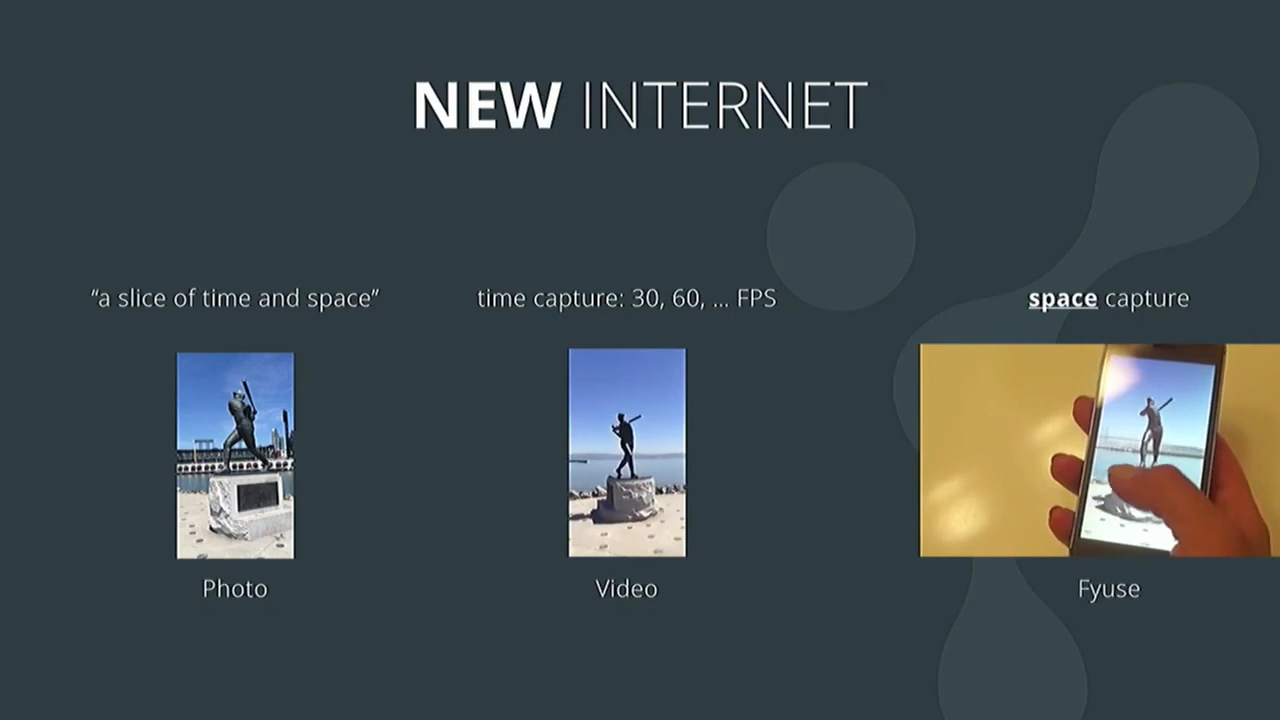 NEW INTERNET
“a slice of time and space”
time capture: 30, 60, ... FPS
space capture
Photo
Video
Fyuse